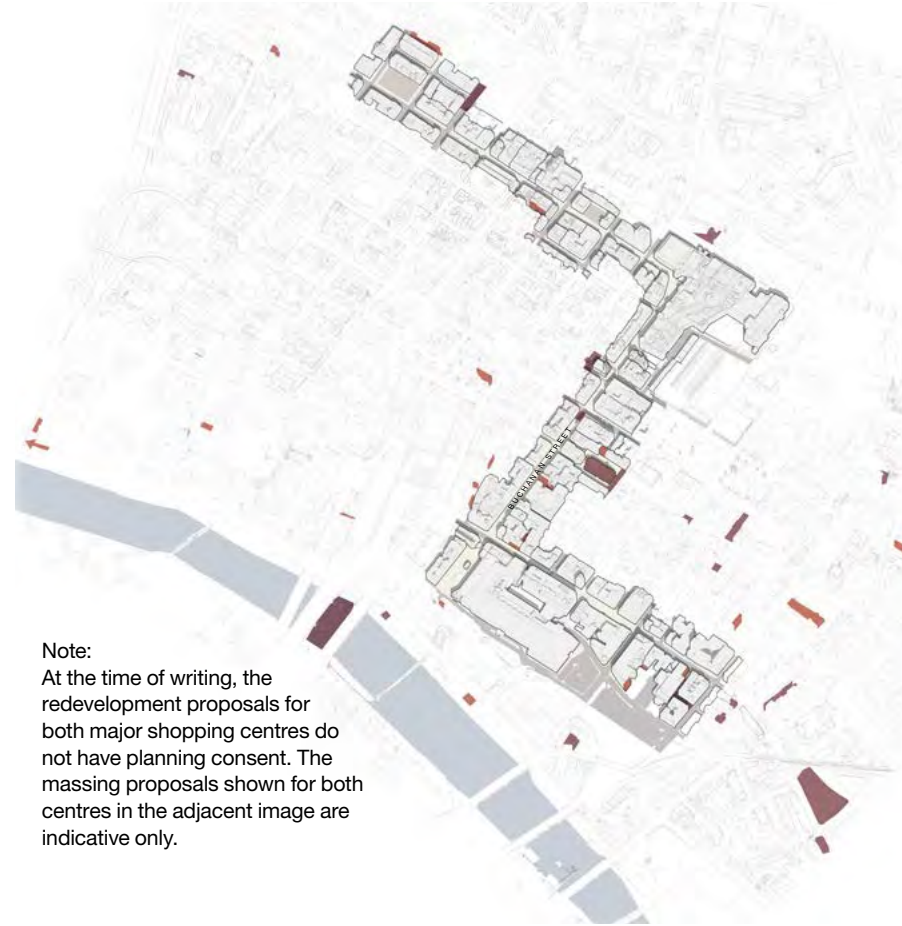 BUCHANAN STREET
Note:
At the time of writing, the
redevelopment proposals for
both major shopping centres do
not have planning consent. The
massing proposals shown for both
centres in the adjacent image are
indicative only.